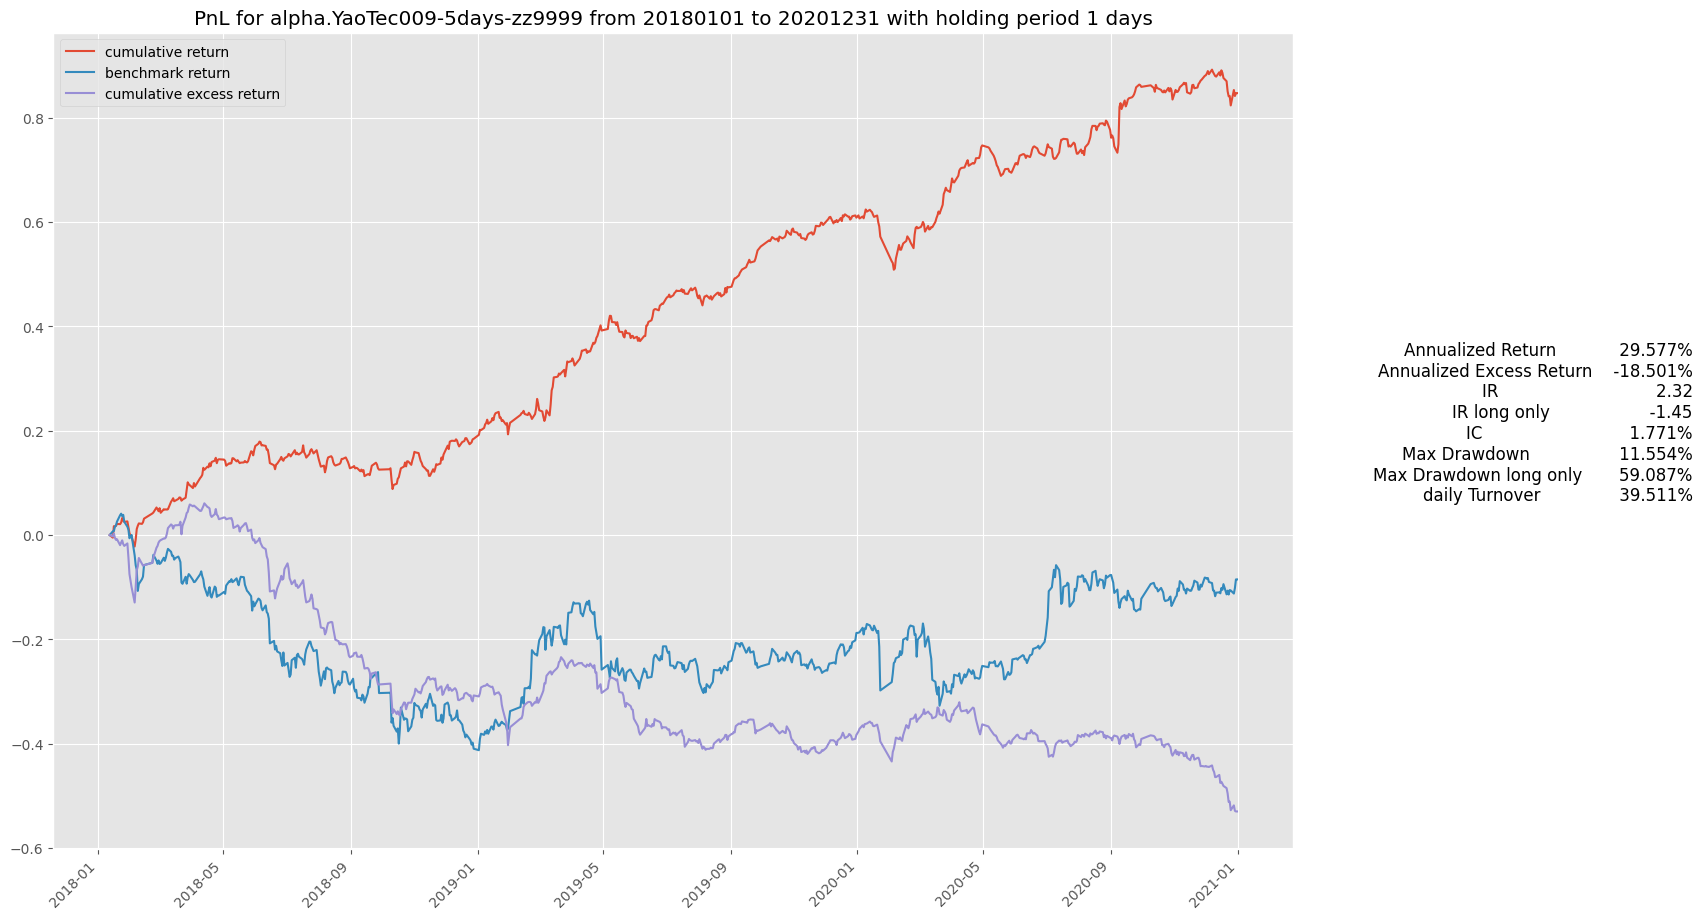 PnL for alpha.YaoTec009-5days-zz9999 from 20180101 to 20201231 with holding period 1 days
cumulative return
benchmark return
cumulative excess return
0.8
0.6
0.4
0.2
0.0
−0.2
−0.4
−0.6
2018-01
2018-05
2018-09
2019-01
2019-05
2019-09
2020-01
2020-05
2020-09
2021-01
Annualized Return 29.577%
Annualized Excess Return -18.501%
IR 2.32
IR long only -1.45
IC 1.771%
Max Drawdown 11.554%
Max Drawdown long only 59.087%
daily Turnover 39.511%